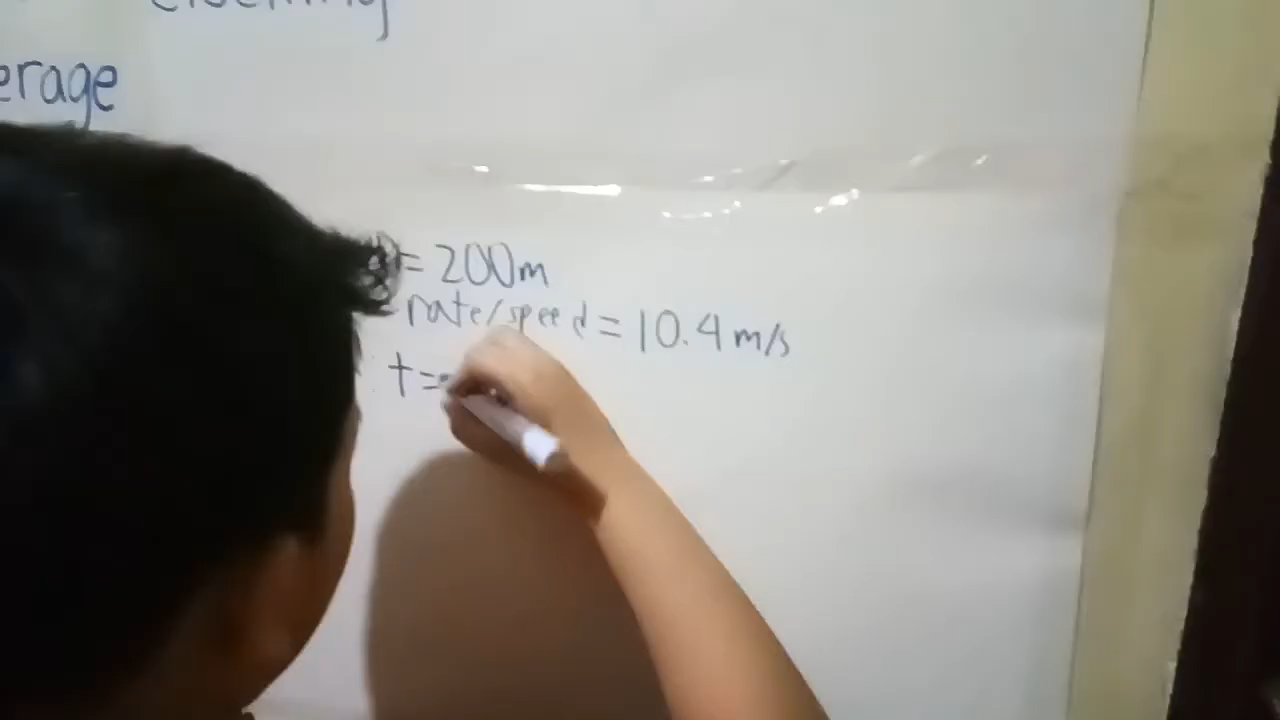 erage
= 200m
rate/speed = 10.4 m/s
t=